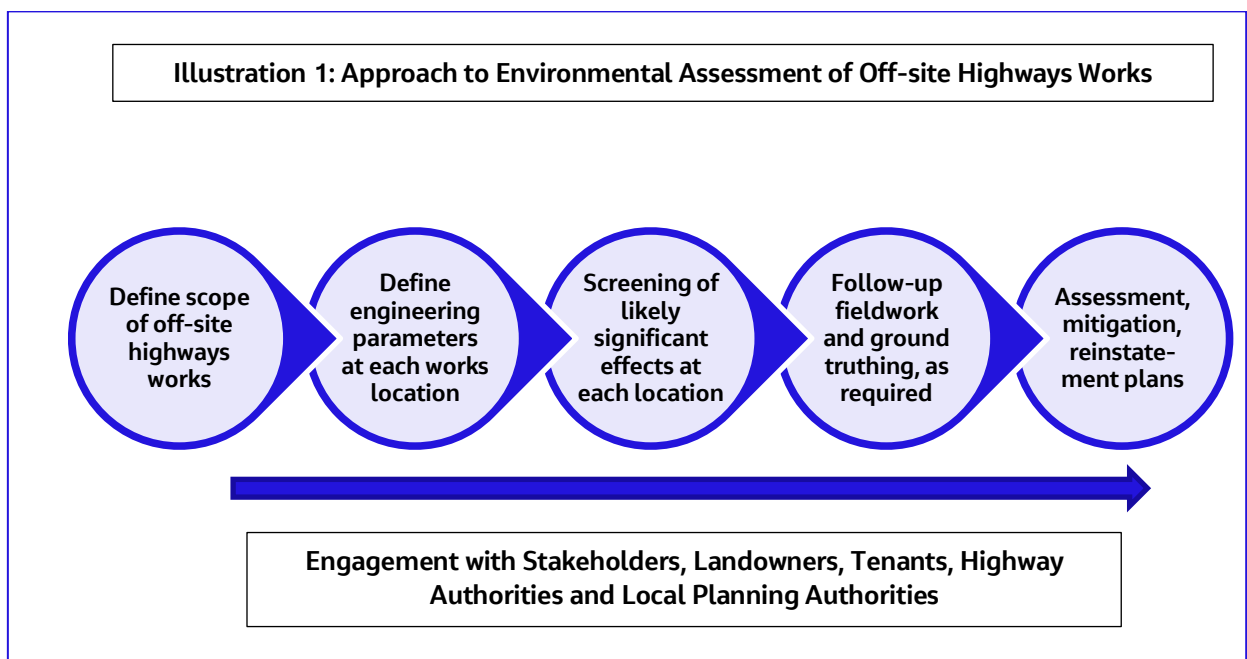 Illustration 1: Approach to Environmental Assessment of Off-site Highways Works
Define scope
of off-site
highways
works
Define
engineering
parameters
at each works
location
Screening of
likely
significant
effects at
each location
Follow-up
fieldwork
and ground
truthing, as
required
Assessment,
mitigation,
reinstate-
ment plans
Engagement with Stakeholders, Landowners, Tenants, Highway
Authorities and Local Planning Authorities